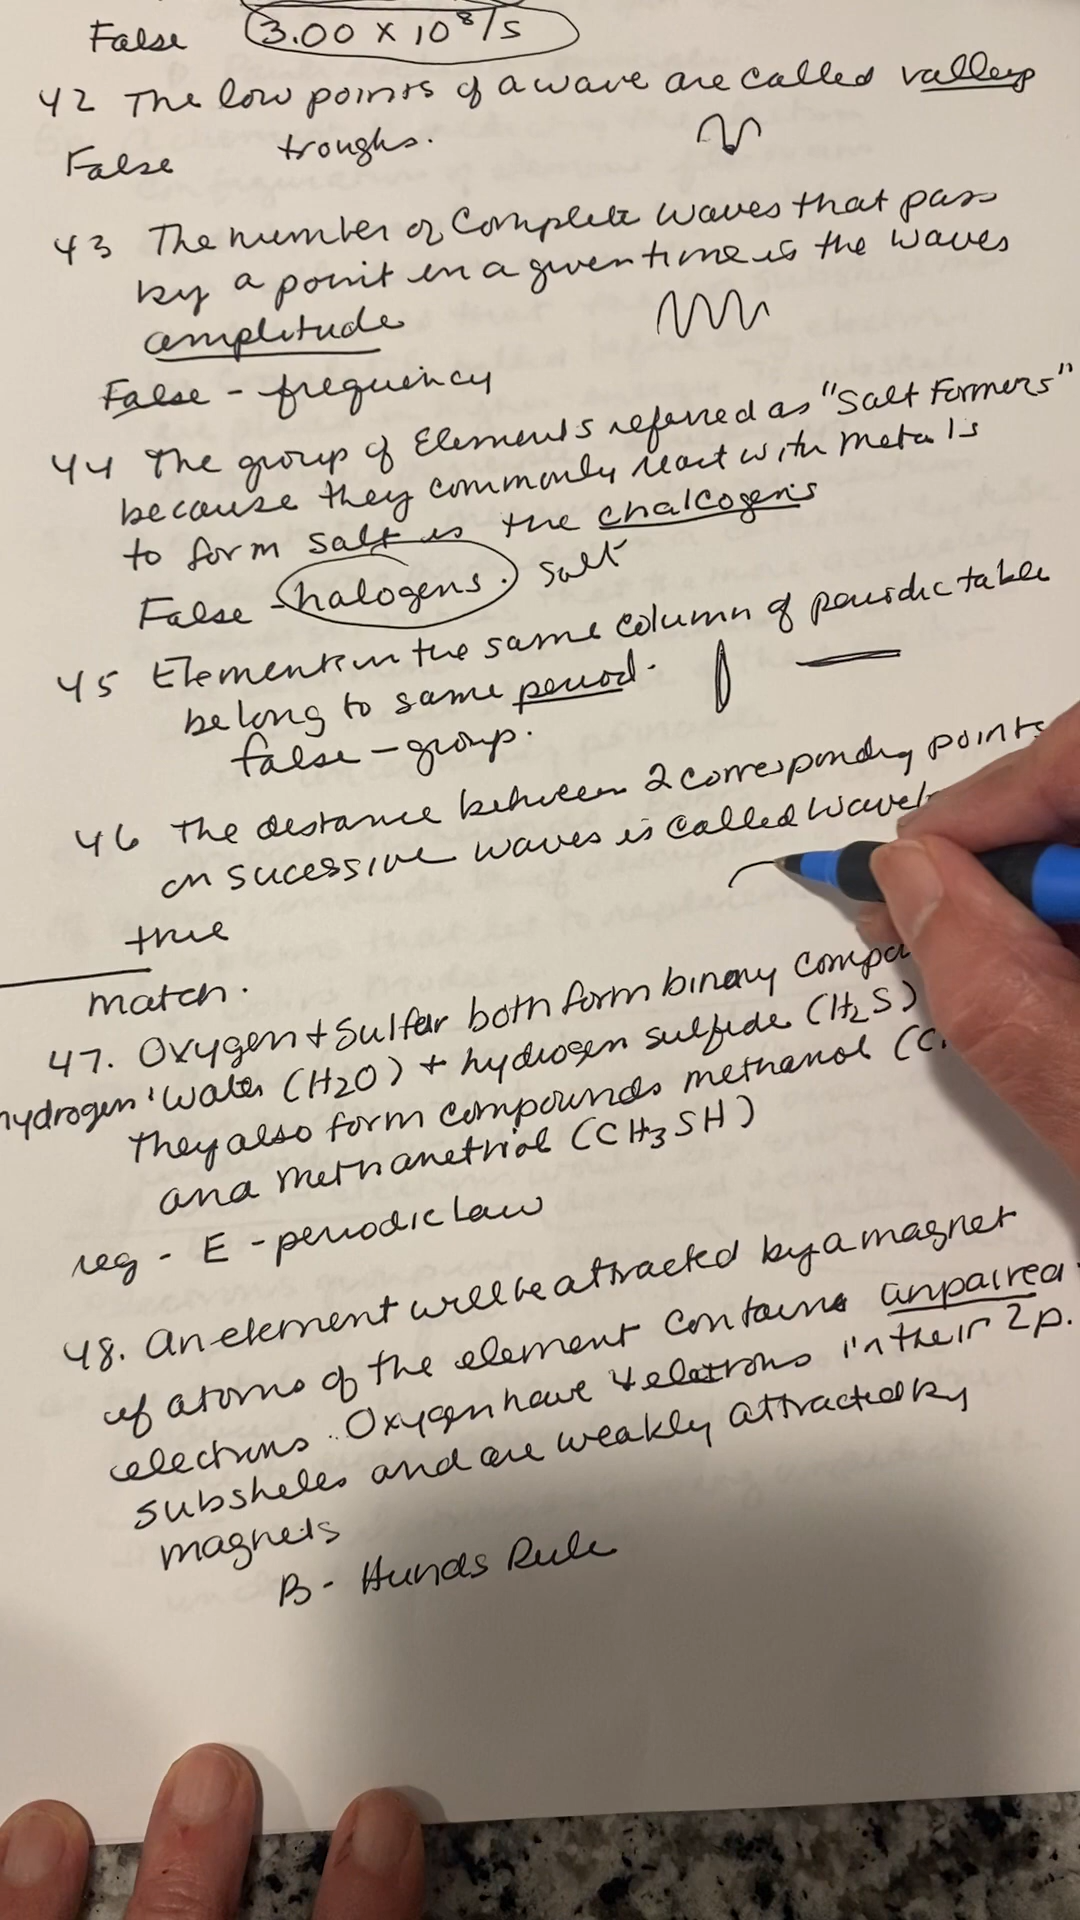 False 3.00 x 10⁸/s
42 The low points of a wave are called valleys
False troughs.
43 The number of Complete waves that pass
by a point in a given time is the waves
amplitude
False - frequency
44 The group of Elements referred as "Salt Formers"
because they commonly react with metals
to form salt is the chalcogens
False - halogens. salt
45 Elements in the same column of periodic table
belong to same period.
false - group.
46 The distance between 2 corresponding points
on sucessive waves is called wavel
true
match.
47. Oxygen + Sulfur both form binary compo
hydrogen: water (H2O) + hydrogen sulfide (H2S)
They also form compounds methanol (C
and methanethiol (CH3SH)
reg - E - periodic law
48. An element will be attracted by a magnet
if atoms of the element contains unpaired
electrons. Oxygen have 4 electrons in their 2p.
subshells and are weakly attracted by
magnets
B - Hunds Rule